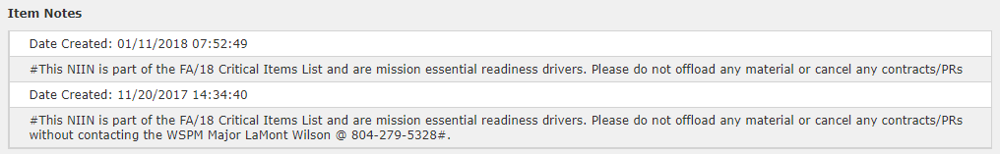 Item Notes
Date Created: 01/11/2018 07:52:49
#This NIIN is part of the FA/18 Critical Items List and are mission essential readiness drivers. Please do not offload any material or cancel any contracts/PRs
Date Created: 11/20/2017 14:34:40
#This NIIN is part of the FA/18 Critical Items List and are mission essential readiness drivers. Please do not offload any material or cancel any contracts/PRs
without contacting the WSPM Major LaMont Wilson @ 804-279-5328#.